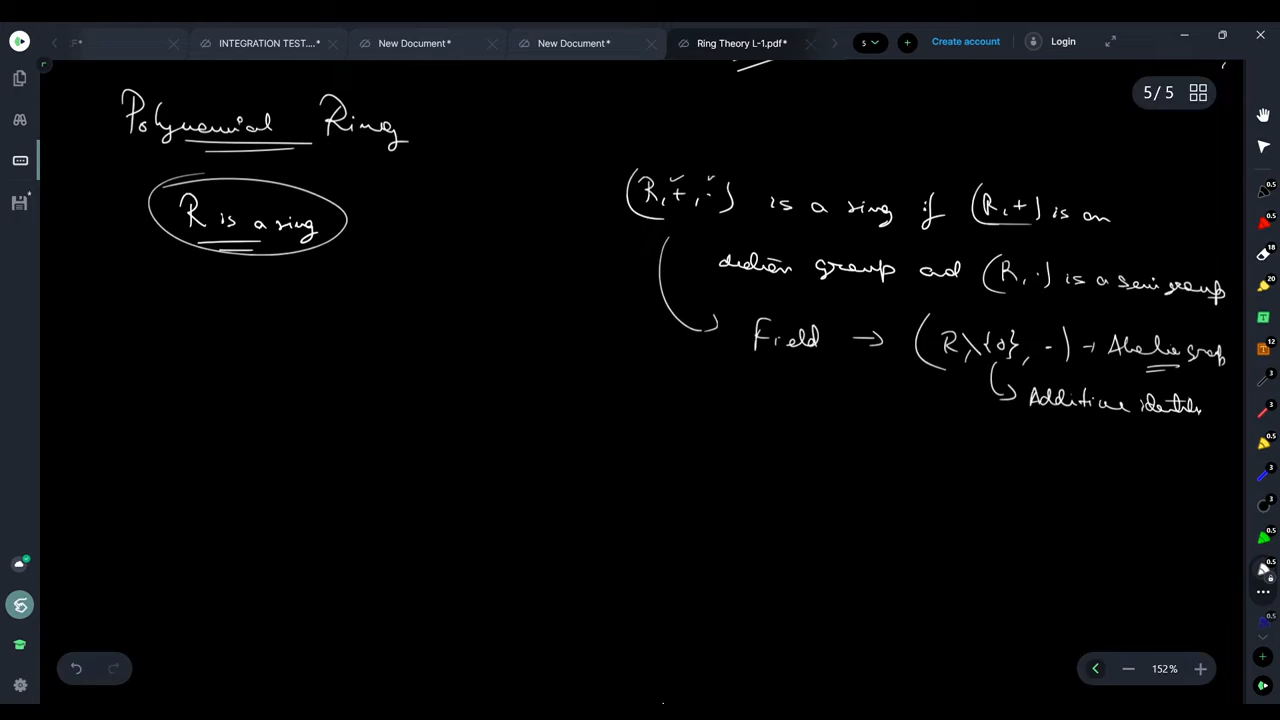 INTEGRATION TEST....*
New Document*
New Document*
Ring Theory L-1.pdf*
5
Create account
Login
5/5
Polynomial Ring
R is a ring
(R, +, ·) is a ring if (R, +) is an
abelian group and (R, ·) is a semi group
Field → (R\{0}, ·) → Abelian group
Additive identity
152%